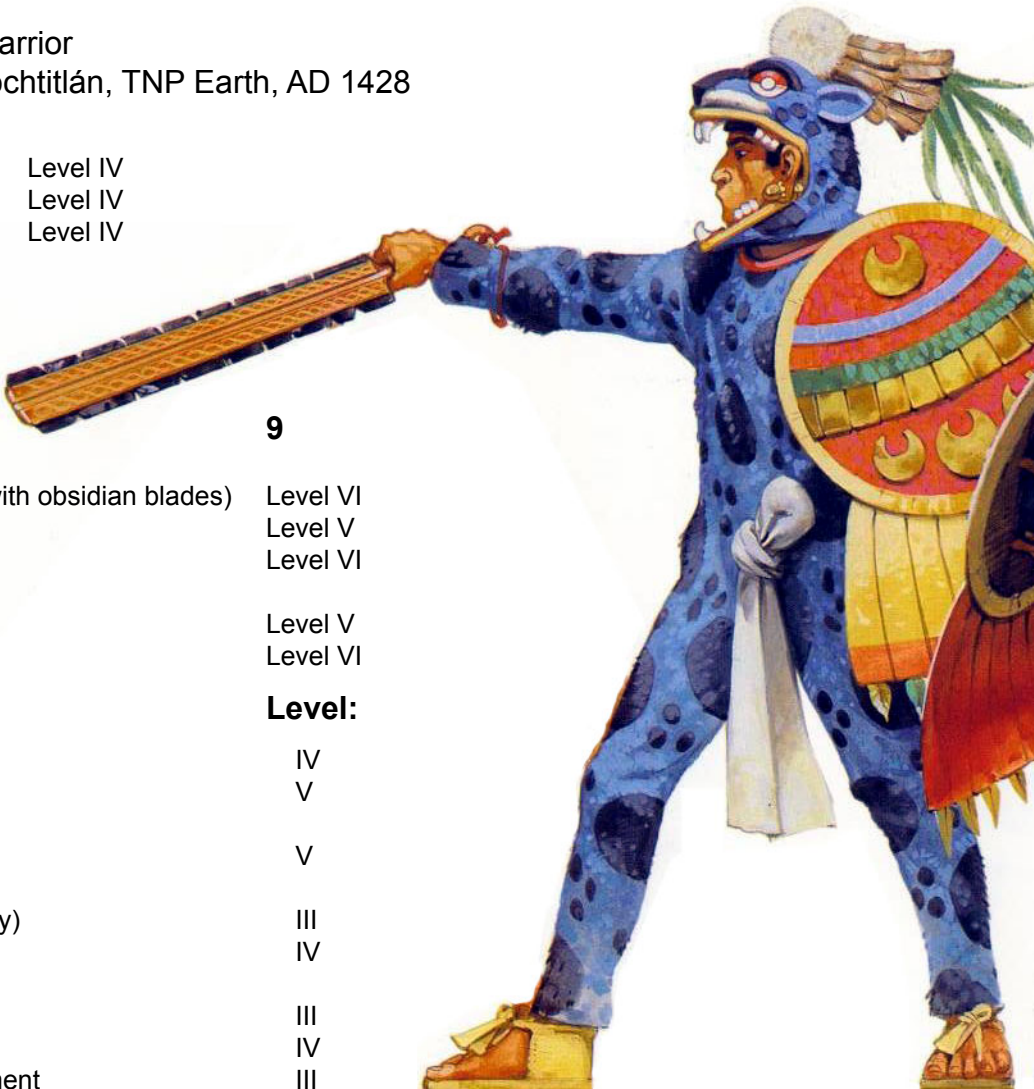 arrior
ochtitlán, TNP Earth, AD 1428
Level IV
Level IV
Level IV
9
with obsidian blades) Level VI
Level V
Level VI
Level V
Level VI
Level:
IV
V
V
y) III
IV
III
IV
nent III